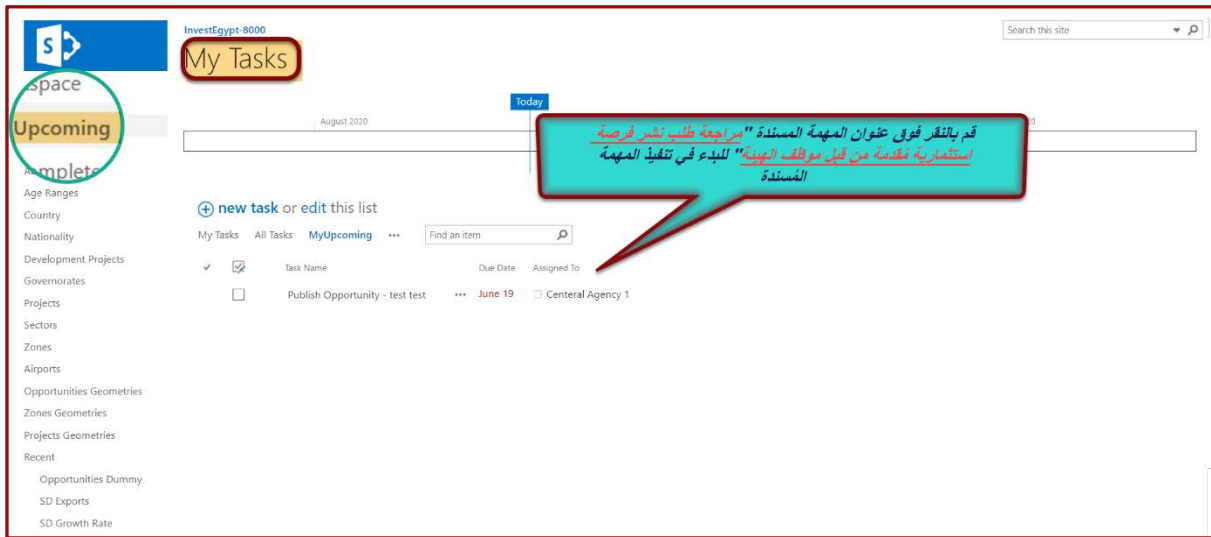 InvestEgypt-8000
Search this site
My Tasks
space
Upcoming
mplete
Today
August 2020
20
قم بالنقر فوق عنوان المهمة المسندة "مراجعة طلب نشر فرصة
استثمارية مُقدمة من قبل موظف الهيئة" للبدء في تنفيذ المهمة
المُسندة
Age Ranges
Country
Nationality
Development Projects
Governorates
Projects
Sectors
Zones
Airports
Opportunities Geometries
Zones Geometries
Projects Geometries
Recent
Opportunities Dummy
SD Exports
SD Growth Rate
new task or edit this list
My Tasks All Tasks MyUpcoming ••• Find an item
Task Name Due Date Assigned To
Publish Opportunity - test test ••• June 19 Centeral Agency 1